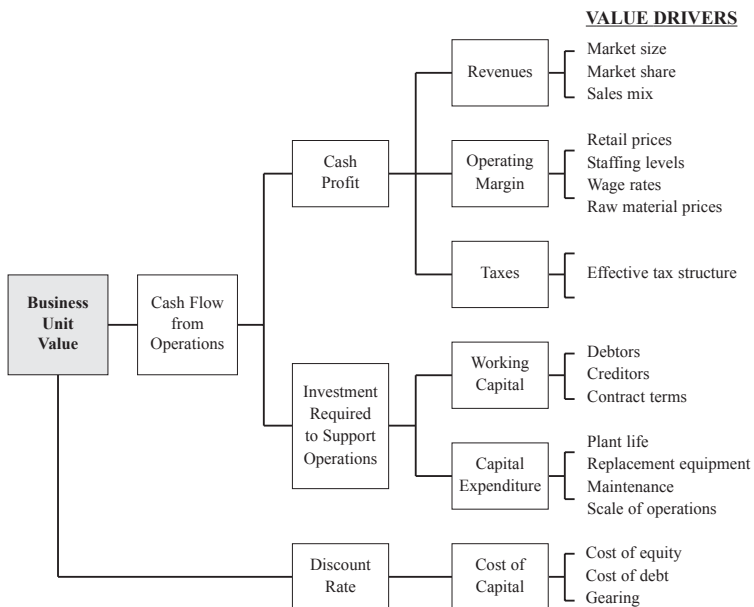 VALUE DRIVERS
Revenues
Market size
Market share
Sales mix
Cash
Profit
Operating
Margin
Retail prices
Staffing levels
Wage rates
Raw material prices
Taxes
Effective tax structure
Business
Unit
Value
Cash Flow
from
Operations
Investment
Required
to Support
Operations
Working
Capital
Debtors
Creditors
Contract terms
Capital
Expenditure
Plant life
Replacement equipment
Maintenance
Scale of operations
Discount
Rate
Cost of
Capital
Cost of equity
Cost of debt
Gearing